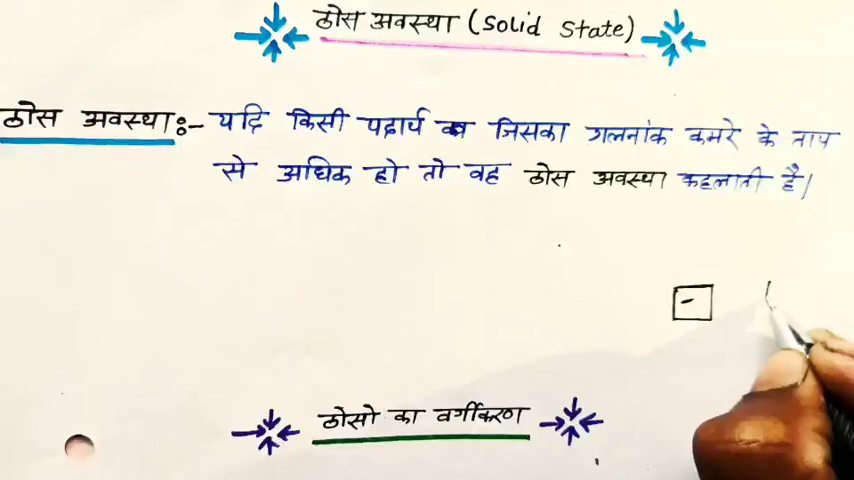 ठोस अवस्था (Solid State)
ठोस अवस्था:- यदि किसी पदार्थ का जिसका गलनांक कमरे के ताप
से अधिक हो तो वह ठोस अवस्था कहलाती है।
ठोसो का वर्गीकरण